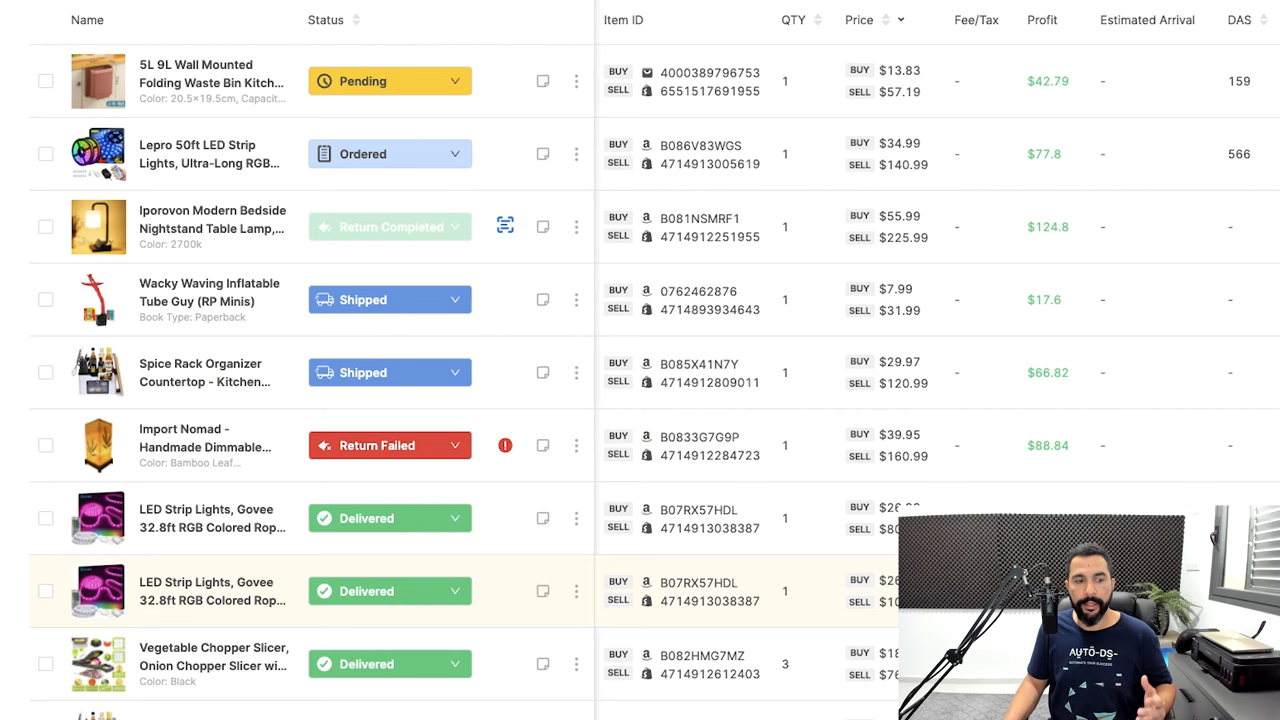 Name Status Item ID QTY Price Fee/Tax Profit Estimated Arrival DAS
5L 9L Wall Mounted
Folding Waste Bin Kitch...
Color: 20.5×19.5cm, Capacit...
Pending
BUY 4000389796753
SELL 6551517691955
1
BUY $13.83
SELL $57.19
-
$42.79
-
159
Lepro 50ft LED Strip
Lights, Ultra-Long RGB...
Ordered
BUY a B086V83WGS
SELL 4714913005619
1
BUY $34.99
SELL $140.99
-
$77.8
-
566
Iporovon Modern Bedside
Nightstand Table Lamp,...
Color: 2700k
Return Completed
BUY a B081NSMRF1
SELL 4714912251955
1
BUY $55.99
SELL $225.99
-
$124.8
-
-
Wacky Waving Inflatable
Tube Guy (RP Minis)
Book Type: Paperback
Shipped
BUY a 0762462876
SELL 4714893934643
1
BUY $7.99
SELL $31.99
-
$17.6
-
-
Spice Rack Organizer
Countertop - Kitchen...
Shipped
BUY a B085X41N7Y
SELL 4714912809011
1
BUY $29.97
SELL $120.99
-
$66.82
-
-
Import Nomad -
Handmade Dimmable...
Color: Bamboo Leaf...
Return Failed
BUY a B0833G7G9P
SELL 4714912284723
1
BUY $39.95
SELL $160.99
-
$88.84
-
-
LED Strip Lights, Govee
32.8ft RGB Colored Rop...
Delivered
BUY a B07RX57HDL
SELL 4714913038387
1
BUY
SELL
LED Strip Lights, Govee
32.8ft RGB Colored Rop...
Delivered
BUY a B07RX57HDL
SELL 4714913038387
1
BUY
SELL
Vegetable Chopper Slicer,
Onion Chopper Slicer wi...
Color: Black
Delivered
BUY a B082HMG7MZ
SELL 4714912612403
3
BUY
SELL
AUTO-DS-
AUTOMATE YOUR SUCCESS